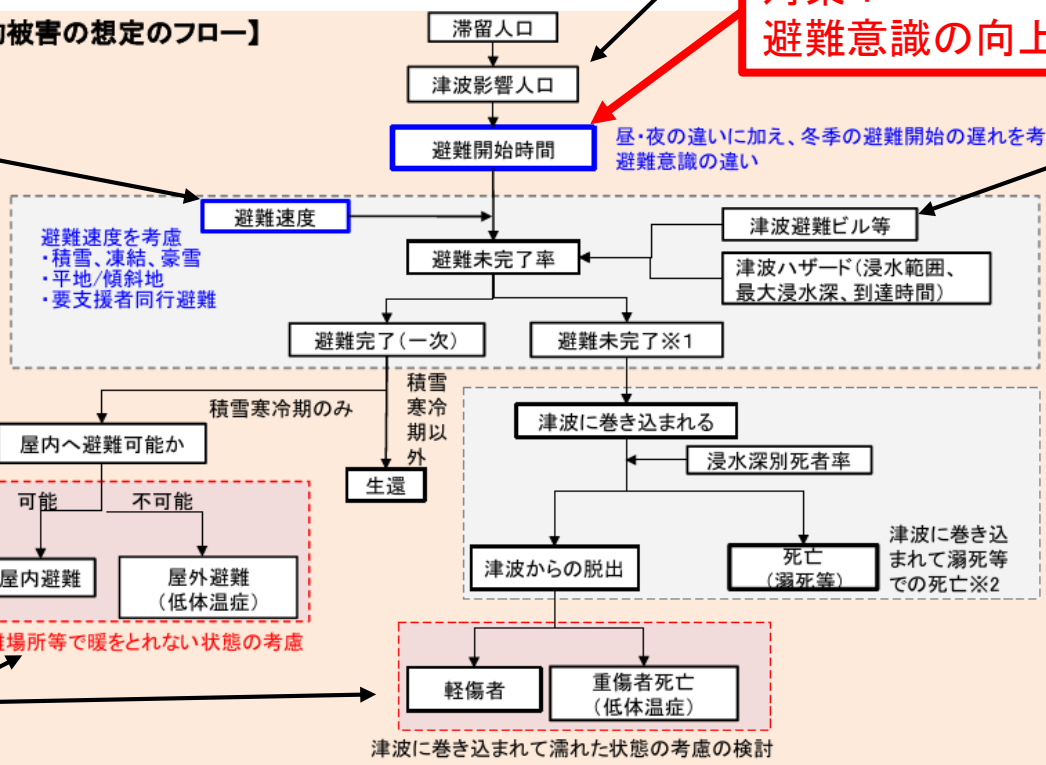 被害の想定のフロー】
滞留人口
避難意識の向上
津波影響人口
避難開始時間
昼・夜の違いに加え、冬季の避難開始の遅れを考
避難意識の違い
避難速度
津波避難ビル等
避難速度を考慮
・積雪、凍結、豪雪
・平地/傾斜地
・要支援者同行避難
避難未完了率
津波ハザード(浸水範囲、
最大浸水深、到達時間)
避難完了(一次)
避難未完了※1
積雪寒冷期のみ
積雪
寒冷
期以
外
津波に巻き込まれる
屋内へ避難可能か
浸水深別死者率
生還
可能
不可能
津波に巻き込
まれて溺死等
での死亡※2
屋内避難
屋外避難
(低体温症)
津波からの脱出
死亡
(溺死等)
難場所等で暖をとれない状態の考慮
軽傷者
重傷者死亡
(低体温症)
津波に巻き込まれて濡れた状態の考慮の検討